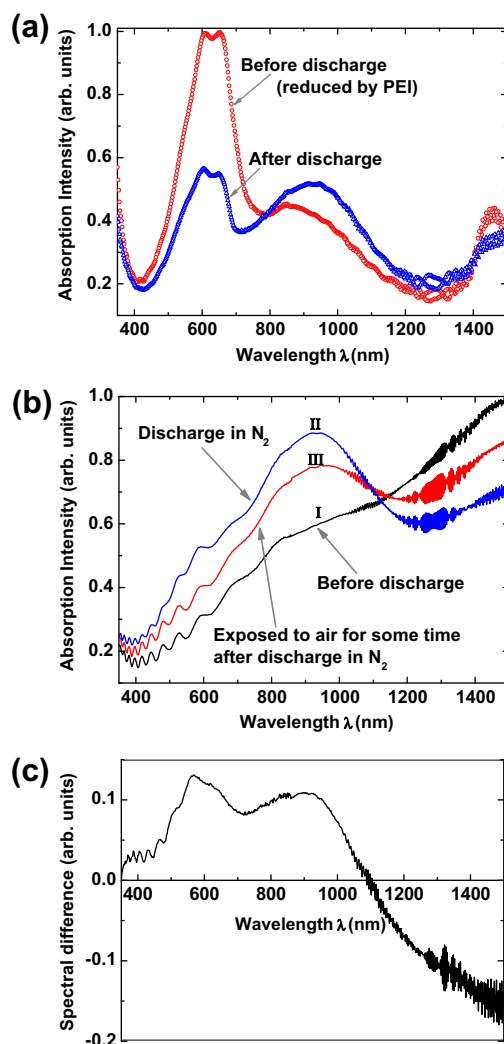 (a)
Absorption Intensity (arb. units)
1.0
0.8
0.6
0.4
0.2
Before discharge
(reduced by PEI)
After discharge
400 600 800 1000 1200 1400
Wavelength λ (nm)
(b)
Absorption Intensity (arb. units)
1.0
0.8
0.6
0.4
0.2
Discharge in N₂
II
III
I
Before discharge
Exposed to air for some time
after discharge in N₂
400 600 800 1000 1200 1400
Wavelength λ (nm)
(c)
Spectral difference (arb. units)
0.1
0.0
-0.1
-0.2
400 600 800 1000 1200 1400
Wavelength λ (nm)